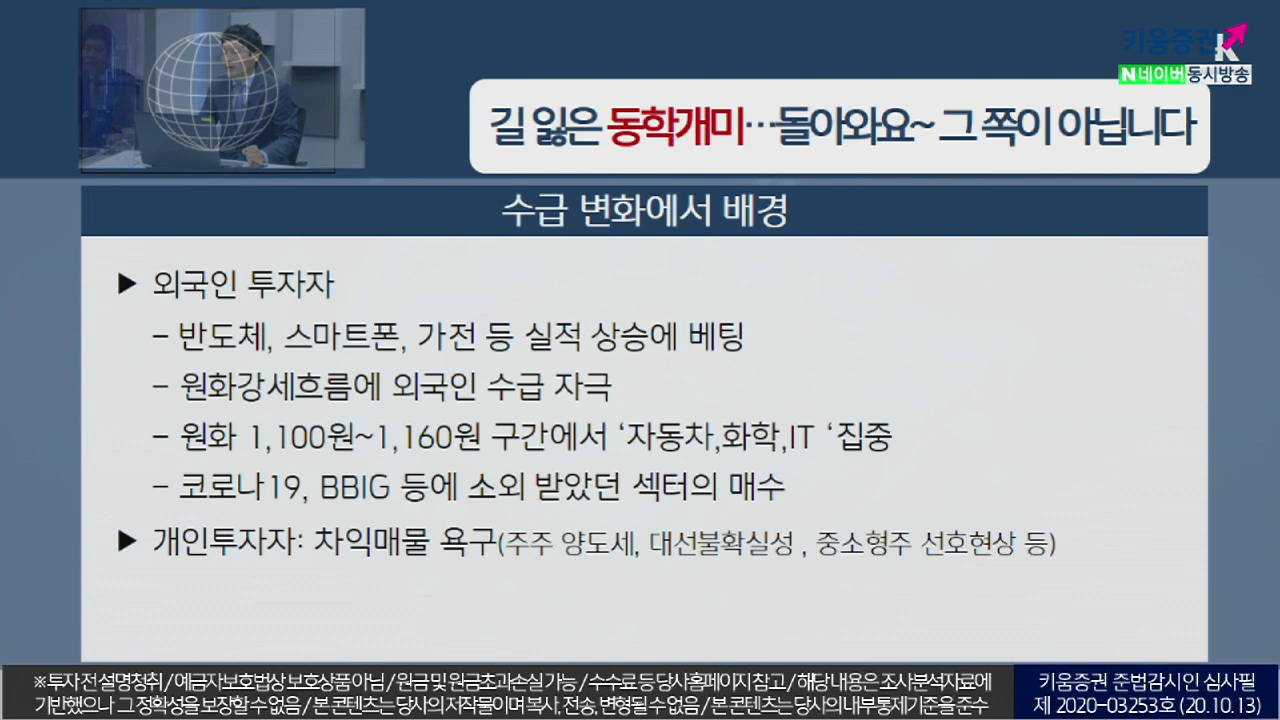 키움증권
N 네이버 동시방송
길 잃은 동학개미…돌아와요~ 그 쪽이 아닙니다
수급 변화에서 배경
▶ 외국인 투자자
– 반도체, 스마트폰, 가전 등 실적 상승에 베팅
– 원화강세흐름에 외국인 수급 자극
– 원화 1,100원~1,160원 구간에서 ‘자동차,화학,IT ‘집중
– 코로나19, BBIG 등에 소외 받았던 섹터의 매수
▶ 개인투자자: 차익매물 욕구(주주 양도세, 대선불확실성 , 중소형주 선호현상 등)
※ 투자 전 설명청취 / 예금자보호법상 보호상품 아님 / 원금 및 원금초과손실 가능 / 수수료 등 당사홈페이지 참고 / 해당 내용은 조사분석자료에
기반했으나 그 정확성을 보장할 수 없음 / 본 콘텐츠는 당사의 저작물이며 복사, 전송, 변형될 수 없음 / 본 콘텐츠는 당사의 내부통제기준을 준수
키움증권 준법감시인 심사필
제 2020-03253호 (20.10.13)